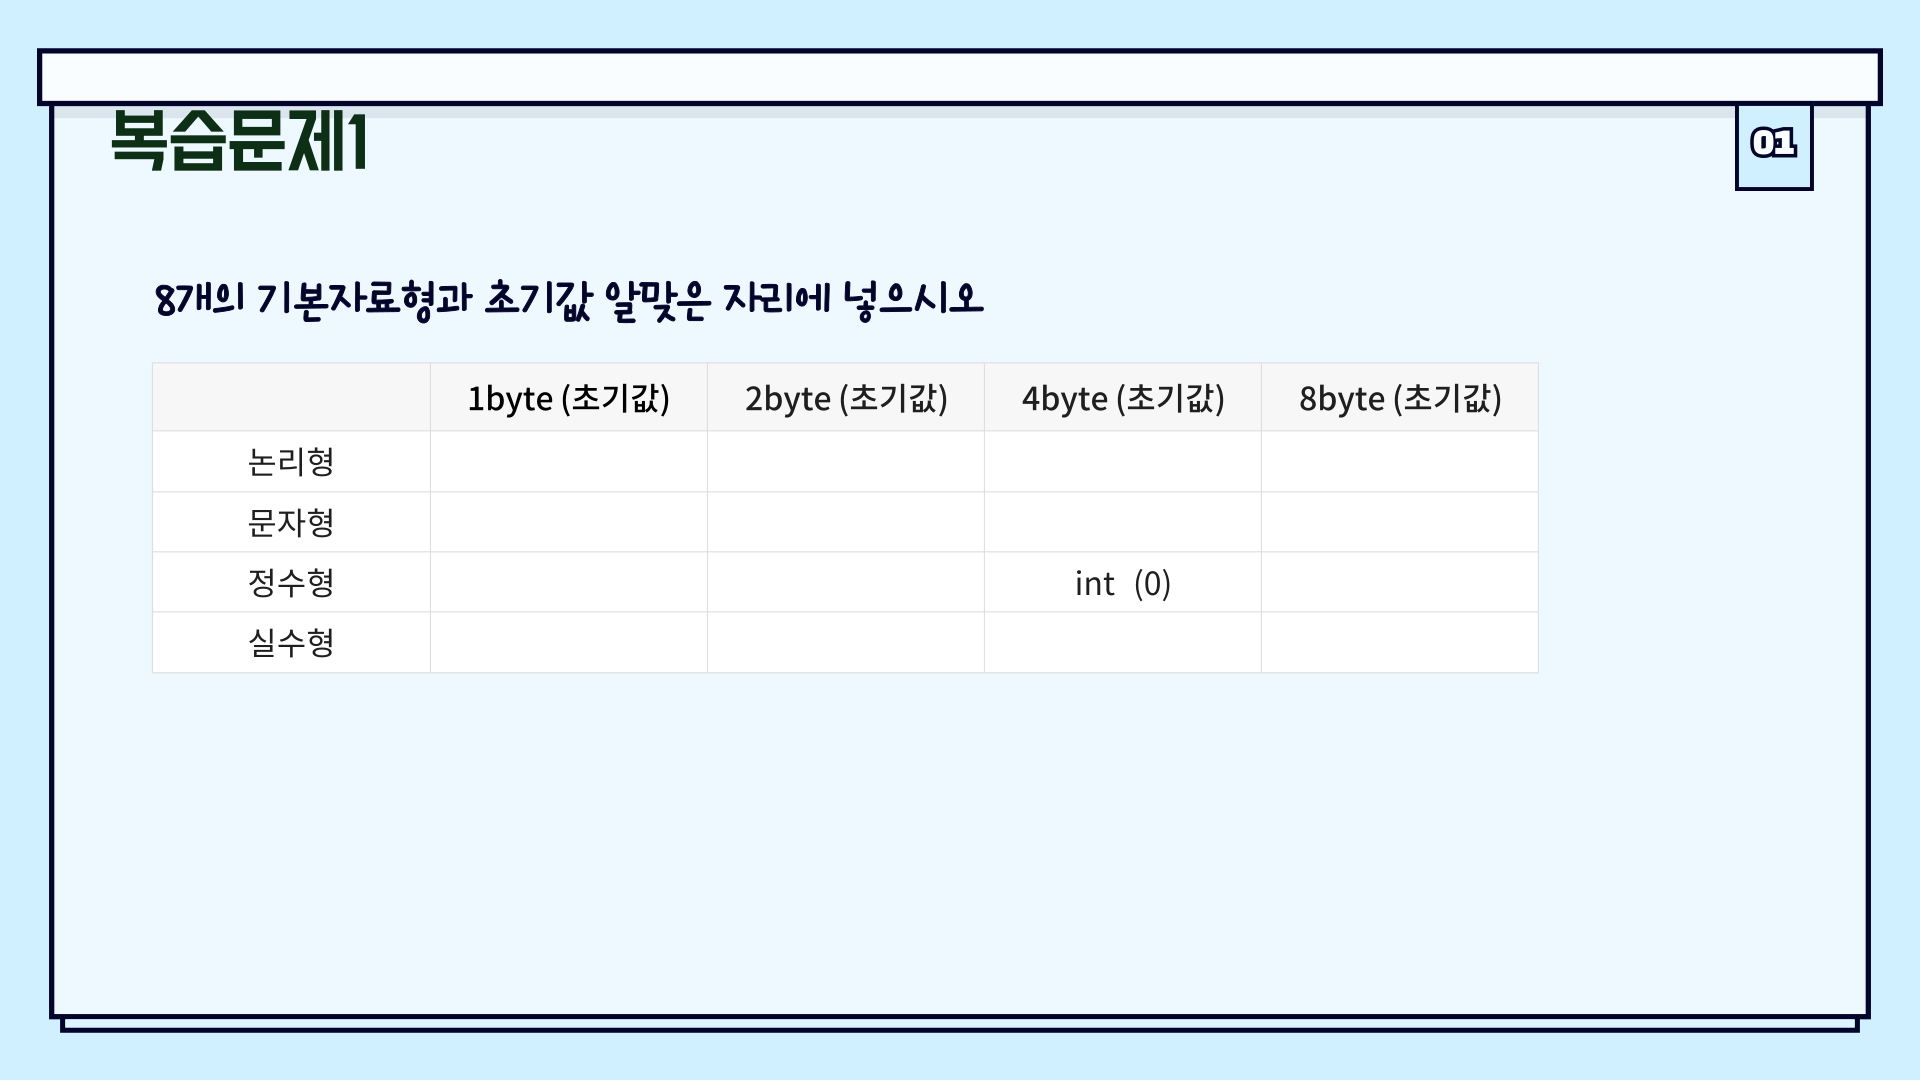 복습문제1
01
8개의 기본자료형과 초기값 알맞은 자리에 넣으시오
1byte (초기값) 2byte (초기값) 4byte (초기값) 8byte (초기값)
논리형
문자형
정수형 int (0)
실수형